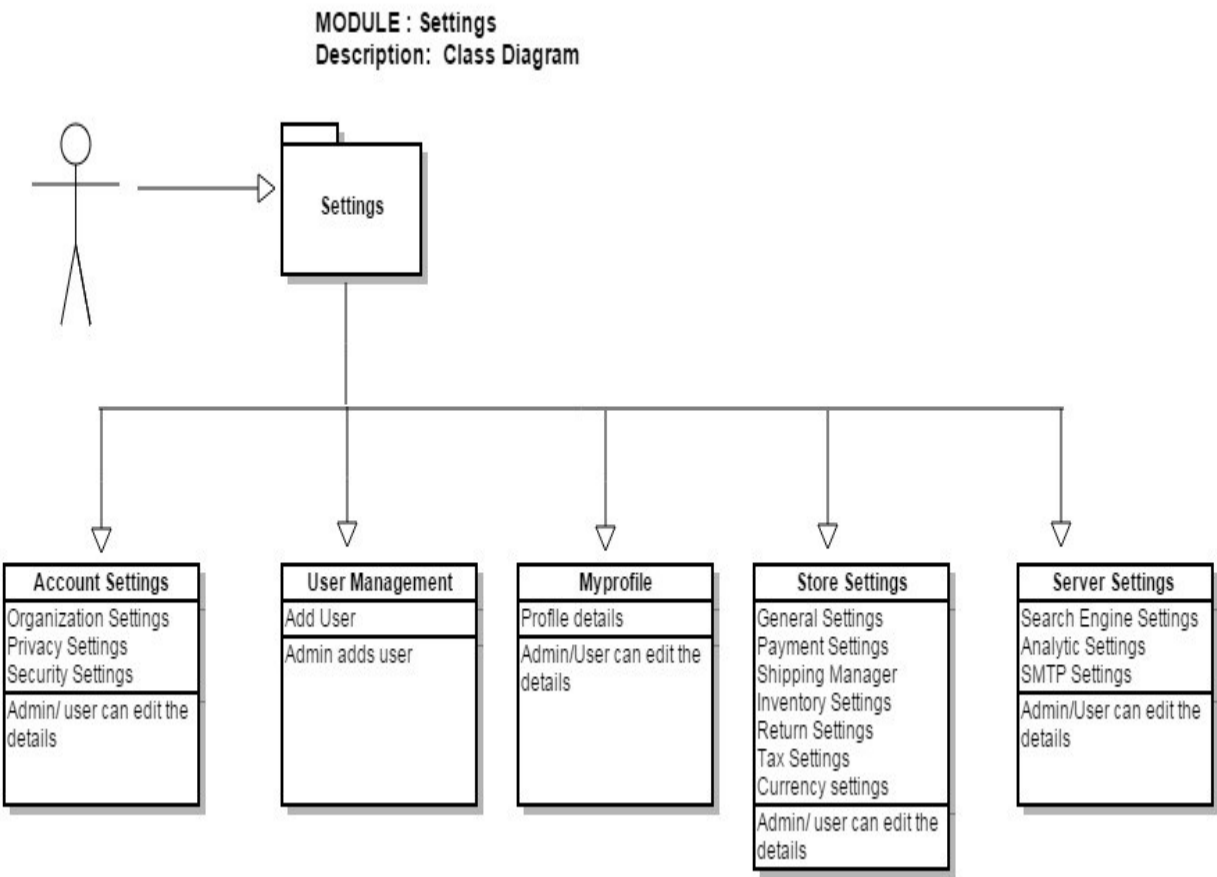 MODULE : Settings
Description: Class Diagram
Settings
Account Settings
Organization Settings
Privacy Settings
Security Settings
Admin/ user can edit the
details
User Management
Add User
Admin adds user
Myprofile
Profile details
Admin/User can edit the
details
Store Settings
General Settings
Payment Settings
Shipping Manager
Inventory Settings
Return Settings
Tax Settings
Currency settings
Admin/ user can edit the
details
Server Settings
Search Engine Settings
Analytic Settings
SMTP Settings
Admin/User can edit the
details